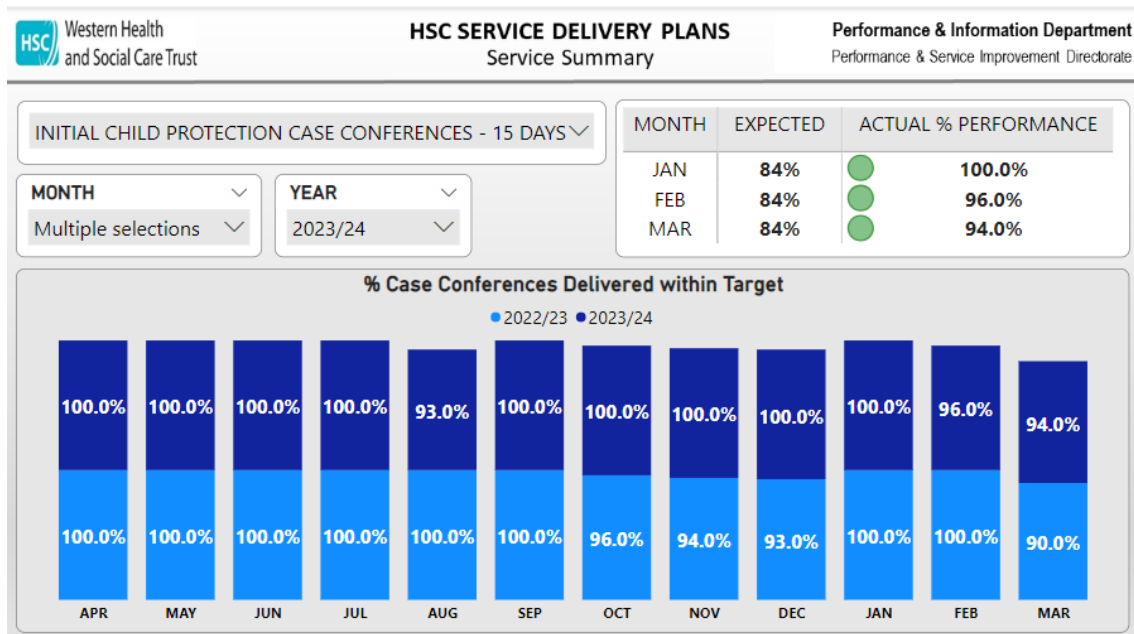 HSC
Western Health
and Social Care Trust
HSC SERVICE DELIVERY PLANS
Service Summary
Performance & Information Department
Performance & Service Improvement Directorate
INITIAL CHILD PROTECTION CASE CONFERENCES - 15 DAYS
MONTH
Multiple selections
YEAR
2023/24
MONTH EXPECTED ACTUAL % PERFORMANCE
JAN 84% 100.0%
FEB 84% 96.0%
MAR 84% 94.0%
% Case Conferences Delivered within Target
2022/23 2023/24
100.0% 100.0% 100.0% 100.0% 93.0% 100.0% 100.0% 100.0% 100.0% 100.0% 96.0% 94.0%
100.0% 100.0% 100.0% 100.0% 100.0% 100.0% 96.0% 94.0% 93.0% 100.0% 100.0% 90.0%
APR MAY JUN JUL AUG SEP OCT NOV DEC JAN FEB MAR